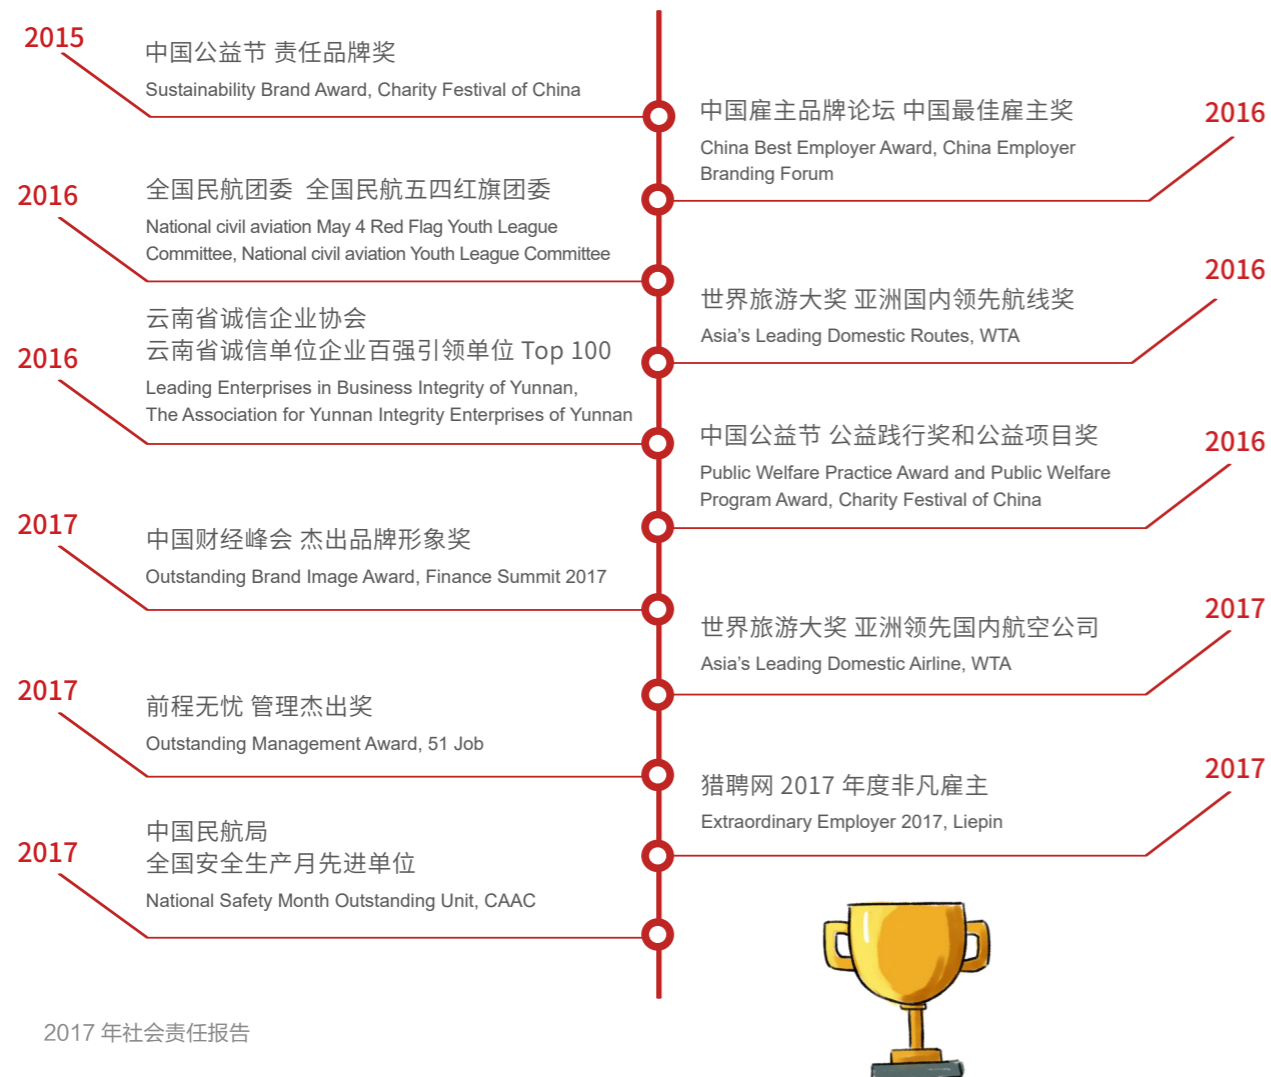 2015
中国公益节 责任品牌奖
Sustainability Brand Award, Charity Festival of China
2016
中国雇主品牌论坛 中国最佳雇主奖
China Best Employer Award, China Employer
Branding Forum
2016
全国民航团委 全国民航五四红旗团委
National civil aviation May 4 Red Flag Youth League
Committee, National civil aviation Youth League Committee
2016
世界旅游大奖 亚洲国内领先航线奖
Asia’s Leading Domestic Routes, WTA
2016
云南省诚信企业协会
云南省诚信单位企业百强引领单位 Top 100
Leading Enterprises in Business Integrity of Yunnan,
The Association for Yunnan Integrity Enterprises of Yunnan
2016
中国公益节 公益践行奖和公益项目奖
Public Welfare Practice Award and Public Welfare
Program Award, Charity Festival of China
2017
中国财经峰会 杰出品牌形象奖
Outstanding Brand Image Award, Finance Summit 2017
2017
世界旅游大奖 亚洲领先国内航空公司
Asia’s Leading Domestic Airline, WTA
2017
前程无忧 管理杰出奖
Outstanding Management Award, 51 Job
2017
猎聘网 2017 年度非凡雇主
Extraordinary Employer 2017, Liepin
2017
中国民航局
全国安全生产月先进单位
National Safety Month Outstanding Unit, CAAC
2017 年社会责任报告